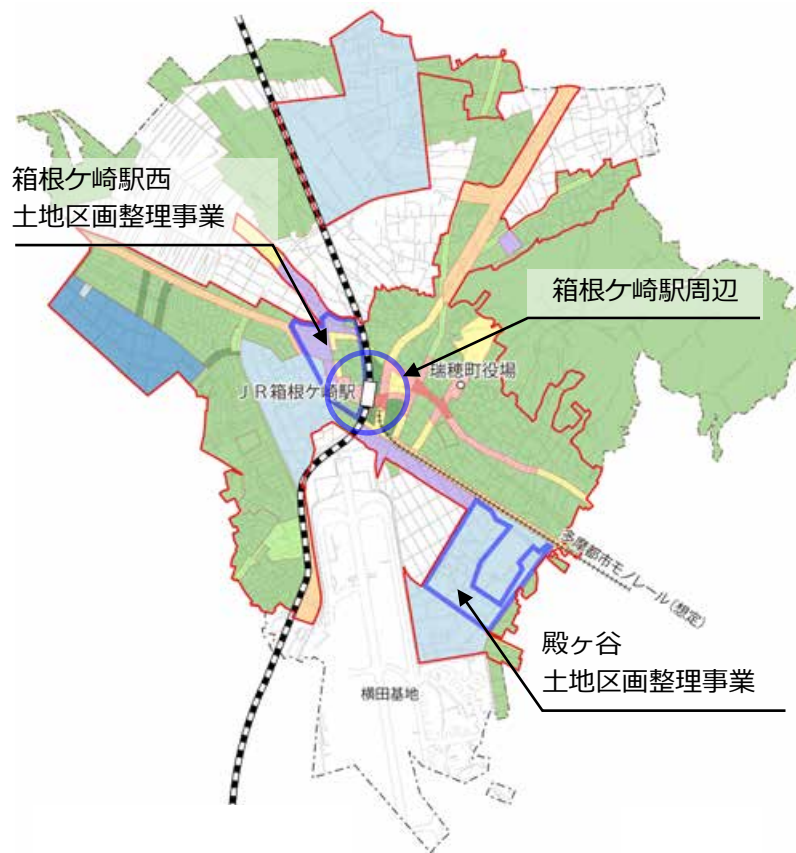 箱根ケ崎駅西
土地区画整理事業
箱根ケ崎駅周辺
ＪＲ箱根ケ崎駅
瑞穂町役場
多摩都市モノレール(想定)
殿ヶ谷
土地区画整理事業
横田基地